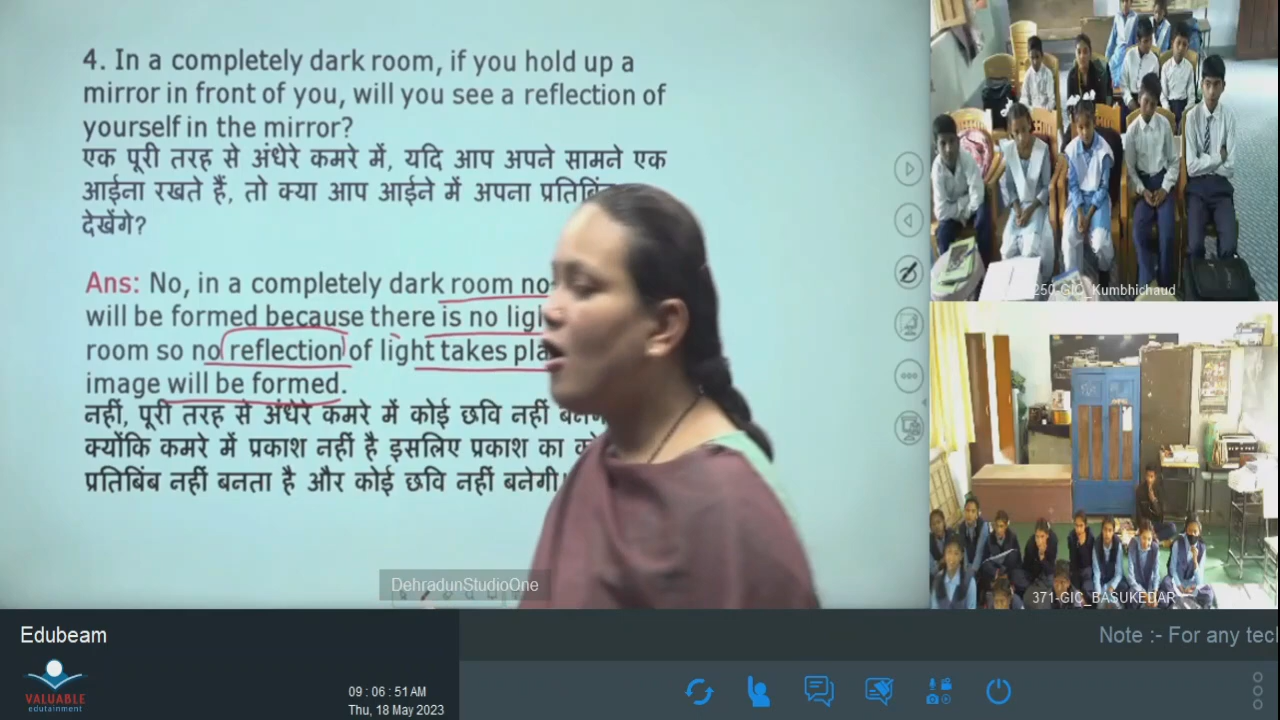 4. In a completely dark room, if you hold up a
mirror in front of you, will you see a reflection of
yourself in the mirror?
एक पूरी तरह से अंधेरे कमरे में, यदि आप अपने सामने एक
आईना रखते हैं, तो क्या आप आईने में अपना
देखेंगे?
Ans: No, in a completely dark room no
will be formed because there is no
room so no reflection of light takes
image will be formed.
नहीं, पूरी तरह से अंधेरे कमरे में कोई छवि नहीं
क्योंकि कमरे में प्रकाश नहीं है इसलिए प्रकाश का
प्रतिबिंब नहीं बनता है और कोई छवि नहीं बनेगी।
DehradunStudioOne
250-GIC_Kumbhichaud
371-GIC_BASUKEDAR
Edubeam
VALUABLE
edutainment
09 : 06 : 51 AM
Thu, 18 May 2023
Note :- For any